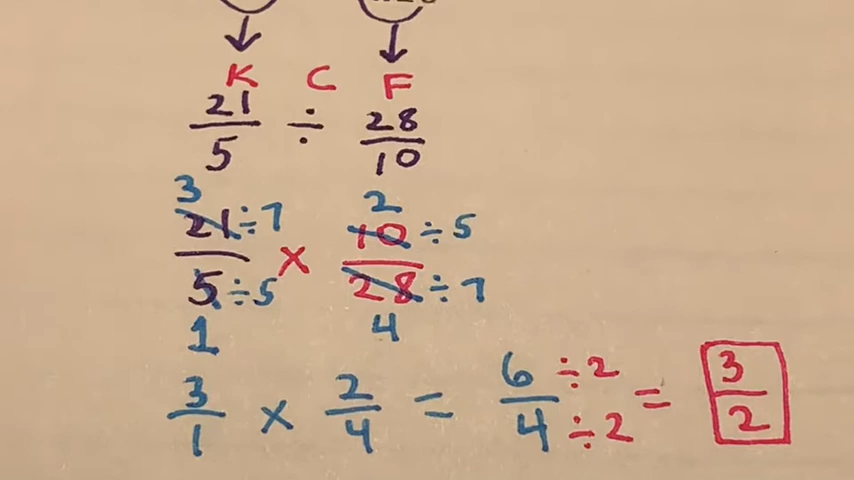 K C F
21/5 ÷ 28/10
3 2
21 ÷7 10 ÷5
×
5 ÷5 28 ÷7
1 4
3/1 × 2/4 = 6/4 ÷2/÷2 = 3/2